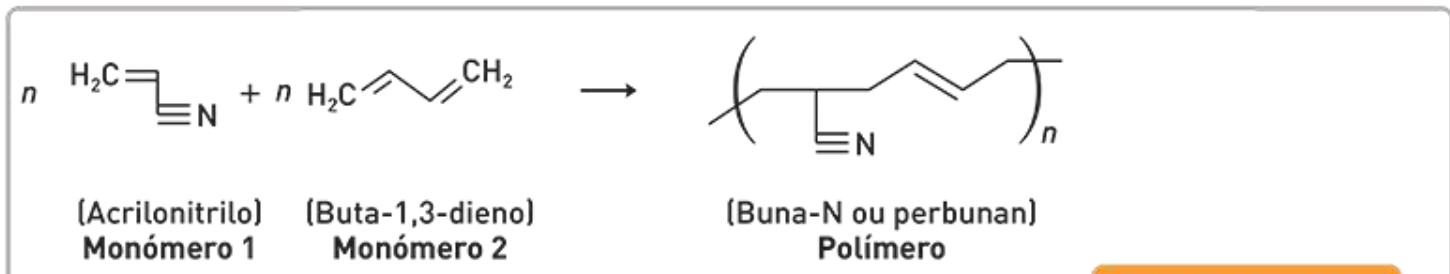 n H₂C N + n H₂C CH₂ → N n
(Acrilonitrilo) (Buta-1,3-dieno) (Buna-N ou perbunan)
Monómero 1 Monómero 2 Polímero